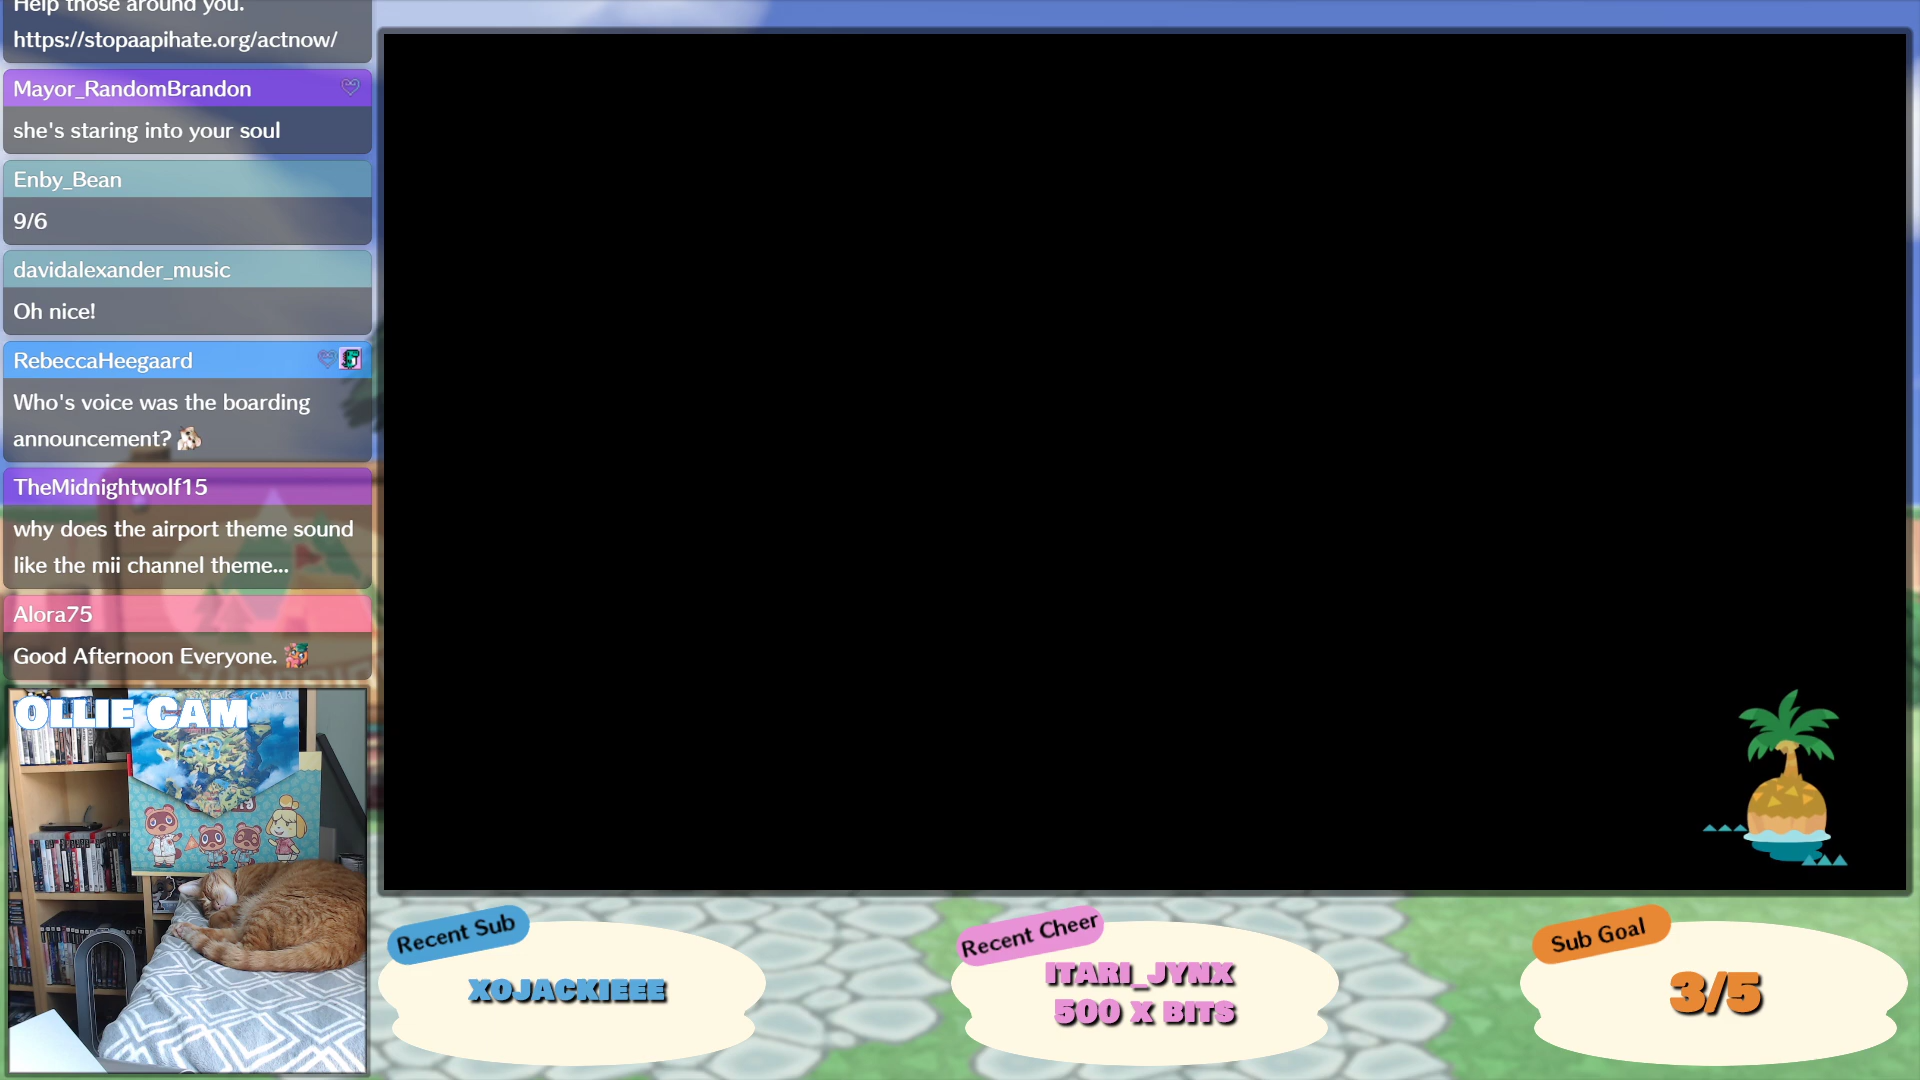 Help those around you.
https://stopaapihate.org/actnow/
Mayor_RandomBrandon
she's staring into your soul
Enby_Bean
9/6
davidalexander_music
Oh nice!
RebeccaHeegaard
Who's voice was the boarding
announcement?
TheMidnightwolf15
why does the airport theme sound
like the mii channel theme...
Alora75
Good Afternoon Everyone.
Ollie Cam
Recent Sub
xojackieee
Recent Cheer
itari_jynx
500 x bits
Sub Goal
3/5